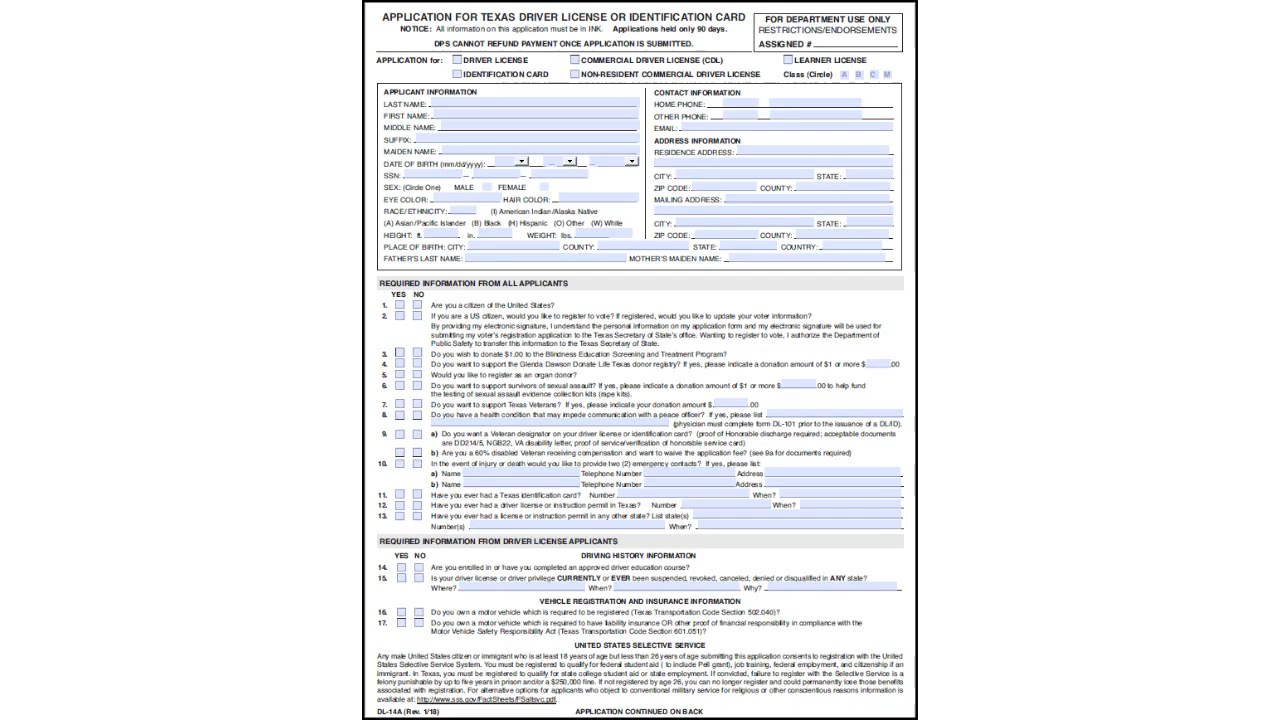 APPLICATION FOR TEXAS DRIVER LICENSE OR IDENTIFICATION CARD
NOTICE: All information on this application must be in INK. Applications held only 90 days.
DPS CANNOT REFUND PAYMENT ONCE APPLICATION IS SUBMITTED.
FOR DEPARTMENT USE ONLY
RESTRICTIONS/ENDORSEMENTS
ASSIGNED #
APPLICATION for: DRIVER LICENSE COMMERCIAL DRIVER LICENSE (CDL) LEARNER LICENSE
IDENTIFICATION CARD NON-RESIDENT COMMERCIAL DRIVER LICENSE Class (Circle) A B C M
APPLICANT INFORMATION
LAST NAME:
FIRST NAME:
MIDDLE NAME:
SUFFIX:
MAIDEN NAME:
DATE OF BIRTH (mm/dd/yyyy):
SSN: – –
SEX: (Circle One) MALE FEMALE
EYE COLOR: HAIR COLOR:
RACE/ETHNICITY: (I) American Indian/Alaska Native
(A) Asian/Pacific Islander (B) Black (H) Hispanic (O) Other (W) White
HEIGHT: ft. in. WEIGHT: lbs.
CONTACT INFORMATION
HOME PHONE:
OTHER PHONE:
EMAIL:
ADDRESS INFORMATION
RESIDENCE ADDRESS:
CITY: STATE:
ZIP CODE: COUNTY:
MAILING ADDRESS:
CITY: STATE:
ZIP CODE: COUNTY:
PLACE OF BIRTH: CITY: COUNTY: STATE: COUNTRY:
FATHER'S LAST NAME: MOTHER'S MAIDEN NAME:
REQUIRED INFORMATION FROM ALL APPLICANTS
YES NO
1. Are you a citizen of the United States?
2. If you are a US citizen, would you like to register to vote? If registered, would you like to update your voter information?
By providing my electronic signature, I understand the personal information on my application form and my electronic signature will be used for
submitting my voter's registration application to the Texas Secretary of State's office. Wanting to register to vote, I authorize the Department of
Public Safety to transfer this information to the Texas Secretary of State.
3. Do you wish to donate $1.00 to the Blindness Education Screening and Treatment Program?
4. Do you want to support the Glenda Dawson Donate Life Texas donor registry? If yes, please indicate a donation amount of $1 or more $ .00
5. Would you like to register as an organ donor?
6. Do you want to support survivors of sexual assault? If yes, please indicate a donation amount of $1 or more $ .00 to help fund
the testing of sexual assault evidence collection kits (rape kits).
7. Do you want to support Texas Veterans? If yes, please indicate your donation amount $ .00
8. Do you have a health condition that may impede communication with a peace officer? If yes, please list
(physician must complete form DL-101 prior to the issuance of a DL/ID).
9. a) Do you want a Veteran designator on your driver license or identification card? (proof of Honorable discharge required; acceptable documents
are DD214/5, NGB22, VA disability letter, proof of service/verification of honorable service card)
b) Are you a 60% disabled Veteran receiving compensation and want to waive the application fee? (see 9a for documents required)
10. In the event of injury or death would you like to provide two (2) emergency contacts? If yes, please list:
a) Name Telephone Number Address
b) Name Telephone Number Address
11. Have you ever had a Texas identification card? Number When?
12. Have you ever had a driver license or instruction permit in Texas? Number When?
13. Have you ever had a license or instruction permit in any other state? List state(s)
Number(s) When?
REQUIRED INFORMATION FROM DRIVER LICENSE APPLICANTS
YES NO DRIVING HISTORY INFORMATION
14. Are you enrolled in or have you completed an approved driver education course?
15. Is your driver license or driver privilege CURRENTLY or EVER been suspended, revoked, canceled, denied or disqualified in ANY state?
Where? When? Why?
VEHICLE REGISTRATION AND INSURANCE INFORMATION
16. Do you own a motor vehicle which is required to be registered (Texas Transportation Code Section 502.040)?
17. Do you own a motor vehicle which is required to have liability insurance OR other proof of financial responsibility in compliance with the
Motor Vehicle Safety Responsibility Act (Texas Transportation Code Section 601.051)?
UNITED STATES SELECTIVE SERVICE
Any male United States citizen or immigrant who is at least 18 years of age but less than 26 years of age submitting this application consents to registration with the United
States Selective Service System. You must be registered to qualify for federal student aid ( to include Pell grant), job training, federal employment, and citizenship if an
immigrant. In Texas, you must be registered to qualify for state college student aid or state employment. If convicted, failure to register with the Selective Service is a
felony punishable by up to five years in prison and/or a $250,000 fine. If not registered by age 26, you can no longer register and could permanently lose those benefits
associated with registration. For alternative options for applicants who object to conventional military service for religious or other conscientious reasons information is
available at: http://www.sss.gov/FactSheets/FSaltsvc.pdf.
DL-14A (Rev. 1/18) APPLICATION CONTINUED ON BACK